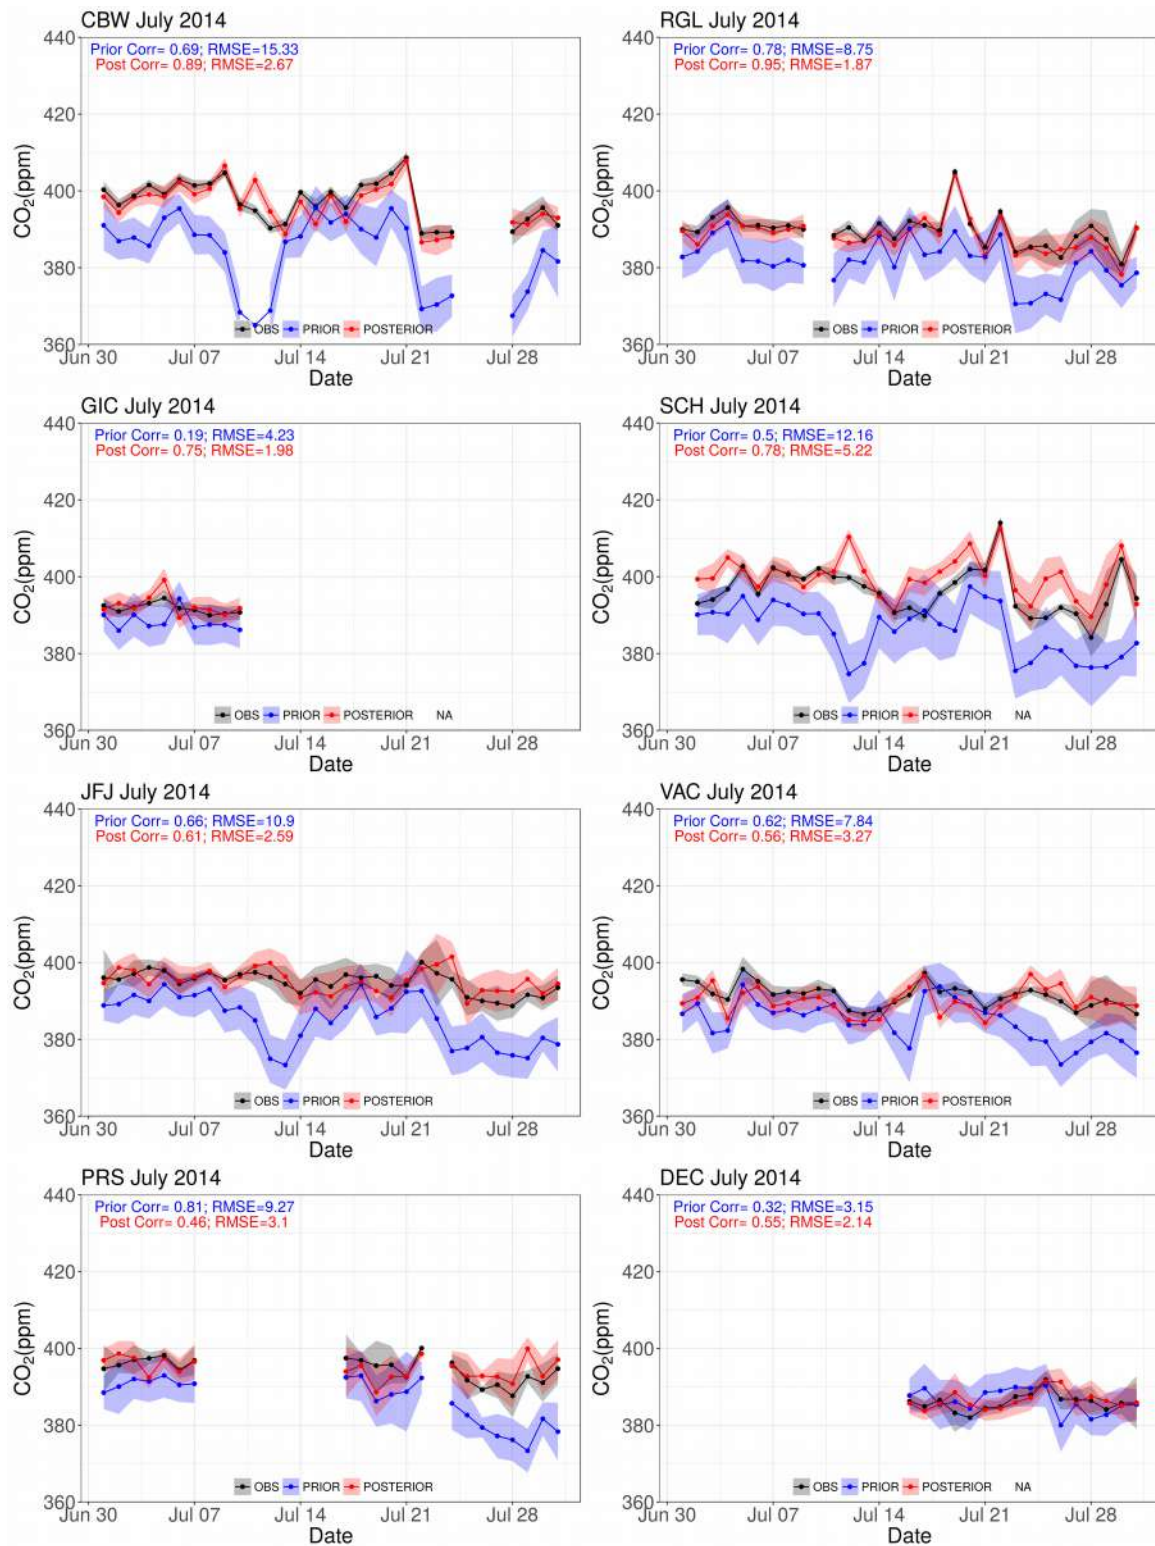 CBW July 2014
Prior Corr= 0.69; RMSE=15.33
Post Corr= 0.89; RMSE=2.67
440
420
400
380
360
CO2(ppm)
OBS PRIOR POSTERIOR
Jun 30 Jul 07 Jul 14 Jul 21 Jul 28
Date
RGL July 2014
Prior Corr= 0.78; RMSE=8.75
Post Corr= 0.95; RMSE=1.87
440
420
400
380
360
CO2(ppm)
OBS PRIOR POSTERIOR
Jun 30 Jul 07 Jul 14 Jul 21 Jul 28
Date
GIC July 2014
Prior Corr= 0.19; RMSE=4.23
Post Corr= 0.75; RMSE=1.98
440
420
400
380
360
CO2(ppm)
OBS PRIOR POSTERIOR NA
Jun 30 Jul 07 Jul 14 Jul 21 Jul 28
Date
SCH July 2014
Prior Corr= 0.5; RMSE=12.16
Post Corr= 0.78; RMSE=5.22
440
420
400
380
360
CO2(ppm)
OBS PRIOR POSTERIOR NA
Jun 30 Jul 07 Jul 14 Jul 21 Jul 28
Date
JFJ July 2014
Prior Corr= 0.66; RMSE=10.9
Post Corr= 0.61; RMSE=2.59
440
420
400
380
360
CO2(ppm)
OBS PRIOR POSTERIOR
Jun 30 Jul 07 Jul 14 Jul 21 Jul 28
Date
VAC July 2014
Prior Corr= 0.62; RMSE=7.84
Post Corr= 0.56; RMSE=3.27
440
420
400
380
360
CO2(ppm)
OBS PRIOR POSTERIOR
Jun 30 Jul 07 Jul 14 Jul 21 Jul 28
Date
PRS July 2014
Prior Corr= 0.81; RMSE=9.27
Post Corr= 0.46; RMSE=3.1
440
420
400
380
360
CO2(ppm)
OBS PRIOR POSTERIOR
Jun 30 Jul 07 Jul 14 Jul 21 Jul 28
Date
DEC July 2014
Prior Corr= 0.32; RMSE=3.15
Post Corr= 0.55; RMSE=2.14
440
420
400
380
360
CO2(ppm)
OBS PRIOR POSTERIOR NA
Jun 30 Jul 07 Jul 14 Jul 21 Jul 28
Date